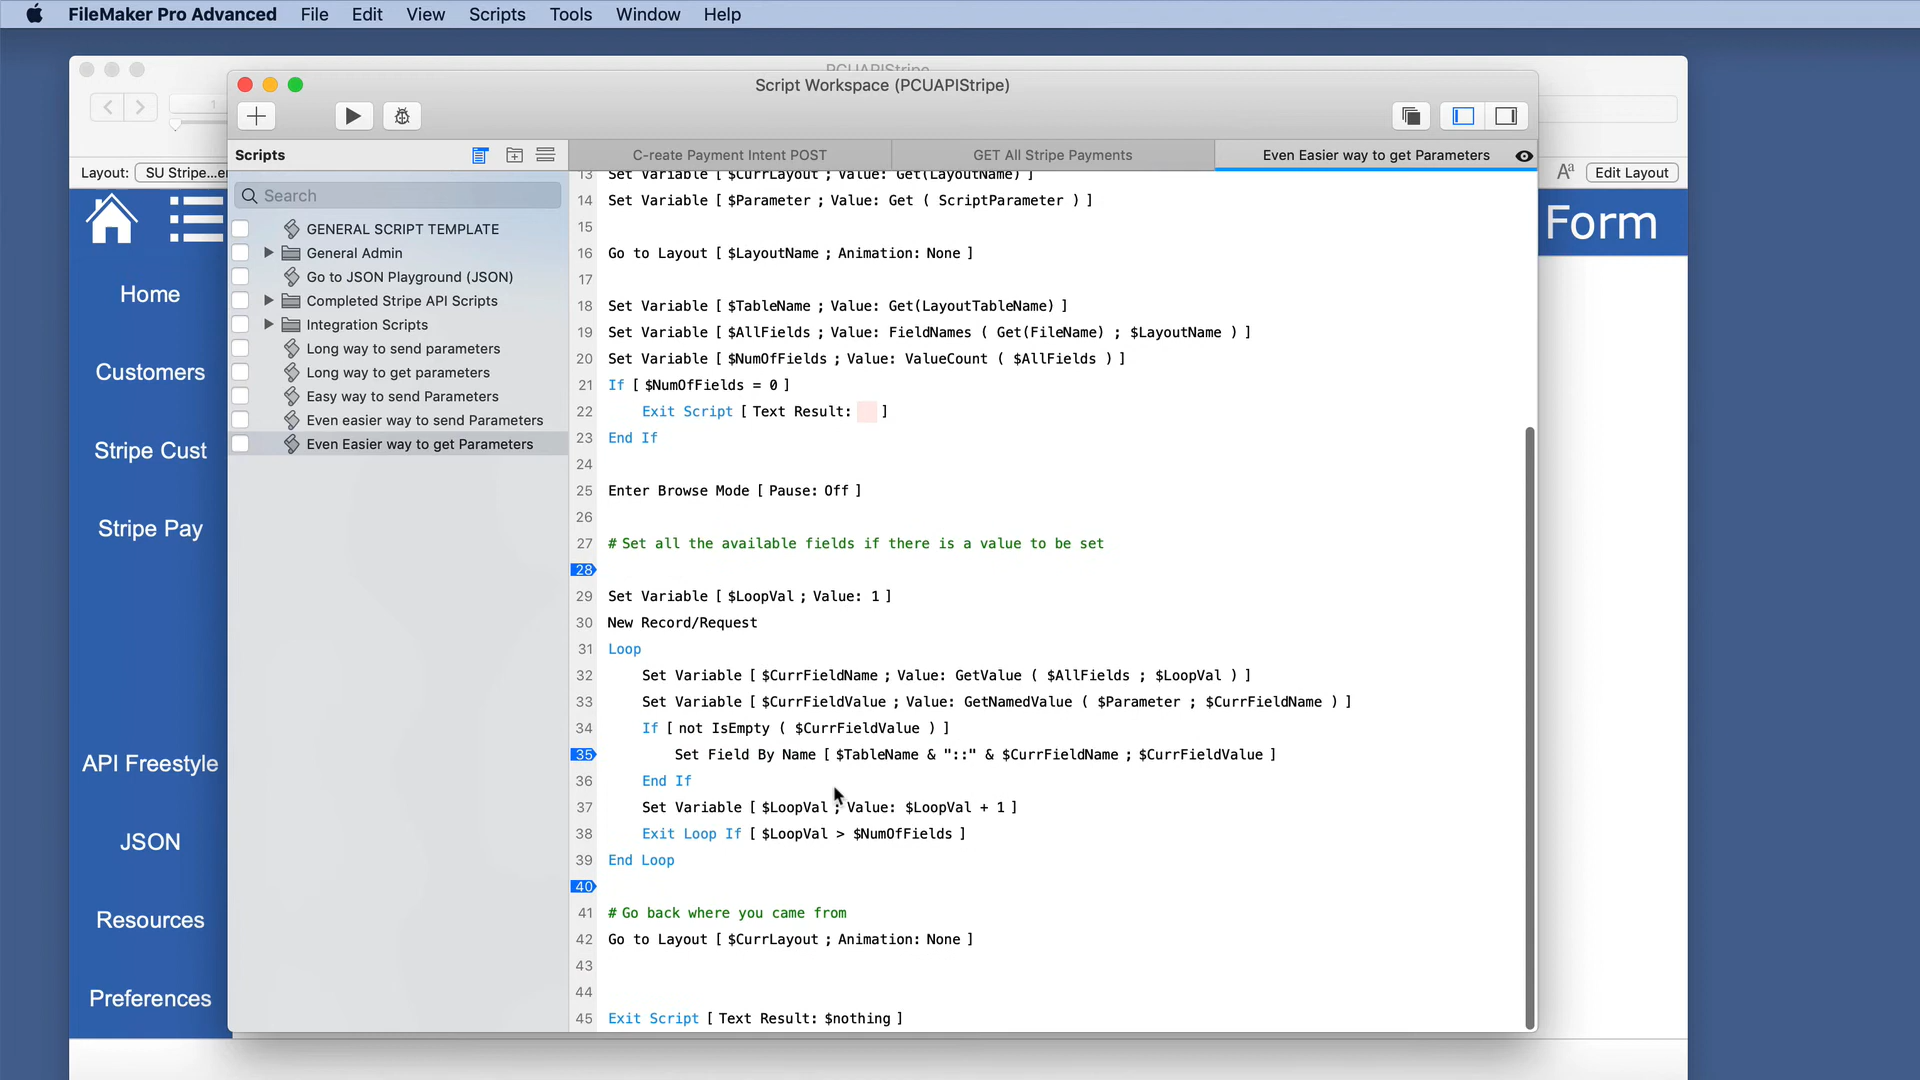 FileMaker Pro Advanced File Edit View Scripts Tools Window Help
PCUAPIStripe
Script Workspace (PCUAPIStripe)
1
Layout: SU Stripe...er
Edit Layout
Form
Home
Customers
Stripe Cust
Stripe Pay
API Freestyle
JSON
Resources
Preferences
Scripts
Search
GENERAL SCRIPT TEMPLATE
General Admin
Go to JSON Playground (JSON)
Completed Stripe API Scripts
Integration Scripts
Long way to send parameters
Long way to get parameters
Easy way to send Parameters
Even easier way to send Parameters
Even Easier way to get Parameters
C-create Payment Intent POST
GET All Stripe Payments
Even Easier way to get Parameters
13 Set Variable [ $CurrLayout ; Value: Get(LayoutName) ]
14 Set Variable [ $Parameter ; Value: Get ( ScriptParameter ) ]
15
16 Go to Layout [ $LayoutName ; Animation: None ]
17
18 Set Variable [ $TableName ; Value: Get(LayoutTableName) ]
19 Set Variable [ $AllFields ; Value: FieldNames ( Get(FileName) ; $LayoutName ) ]
20 Set Variable [ $NumOfFields ; Value: ValueCount ( $AllFields ) ]
21 If [ $NumOfFields = 0 ]
22 Exit Script [ Text Result: ]
23 End If
24
25 Enter Browse Mode [ Pause: Off ]
26
27 # Set all the available fields if there is a value to be set
28
29 Set Variable [ $LoopVal ; Value: 1 ]
30 New Record/Request
31 Loop
32 Set Variable [ $CurrFieldName ; Value: GetValue ( $AllFields ; $LoopVal ) ]
33 Set Variable [ $CurrFieldValue ; Value: GetNamedValue ( $Parameter ; $CurrFieldName ) ]
34 If [ not IsEmpty ( $CurrFieldValue ) ]
35 Set Field By Name [ $TableName & "::" & $CurrFieldName ; $CurrFieldValue ]
36 End If
37 Set Variable [ $LoopVal ; Value: $LoopVal + 1 ]
38 Exit Loop If [ $LoopVal > $NumOfFields ]
39 End Loop
40
41 # Go back where you came from
42 Go to Layout [ $CurrLayout ; Animation: None ]
43
44
45 Exit Script [ Text Result: $nothing ]